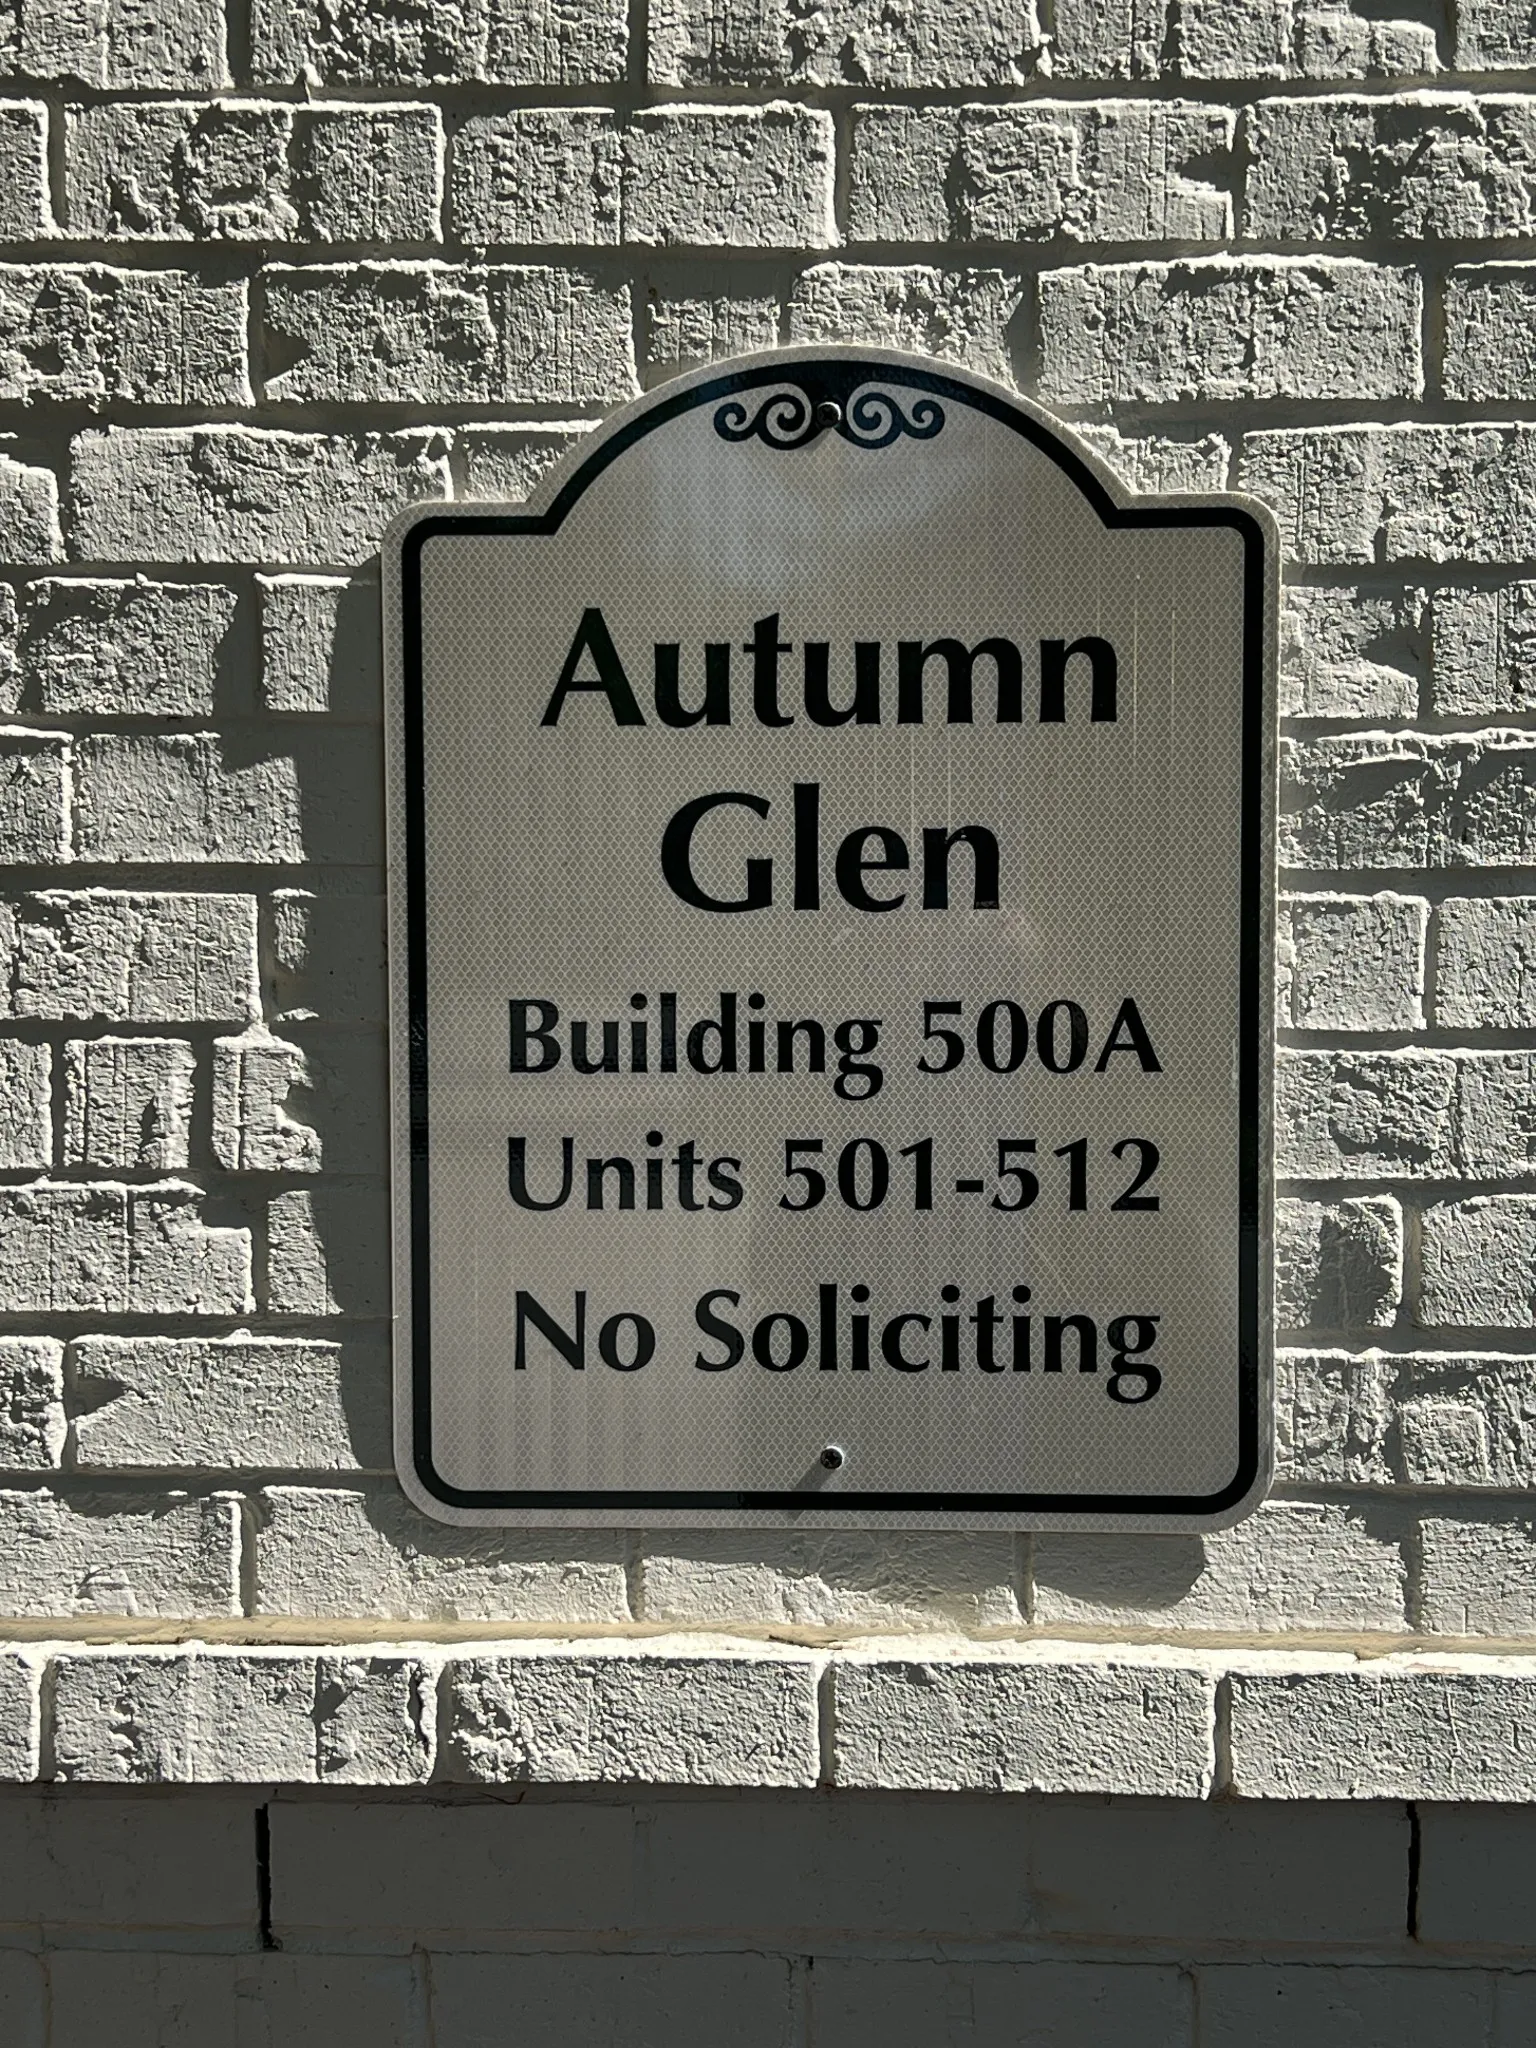 Autumn
Glen
Building 500A
Units 501-512
No Soliciting